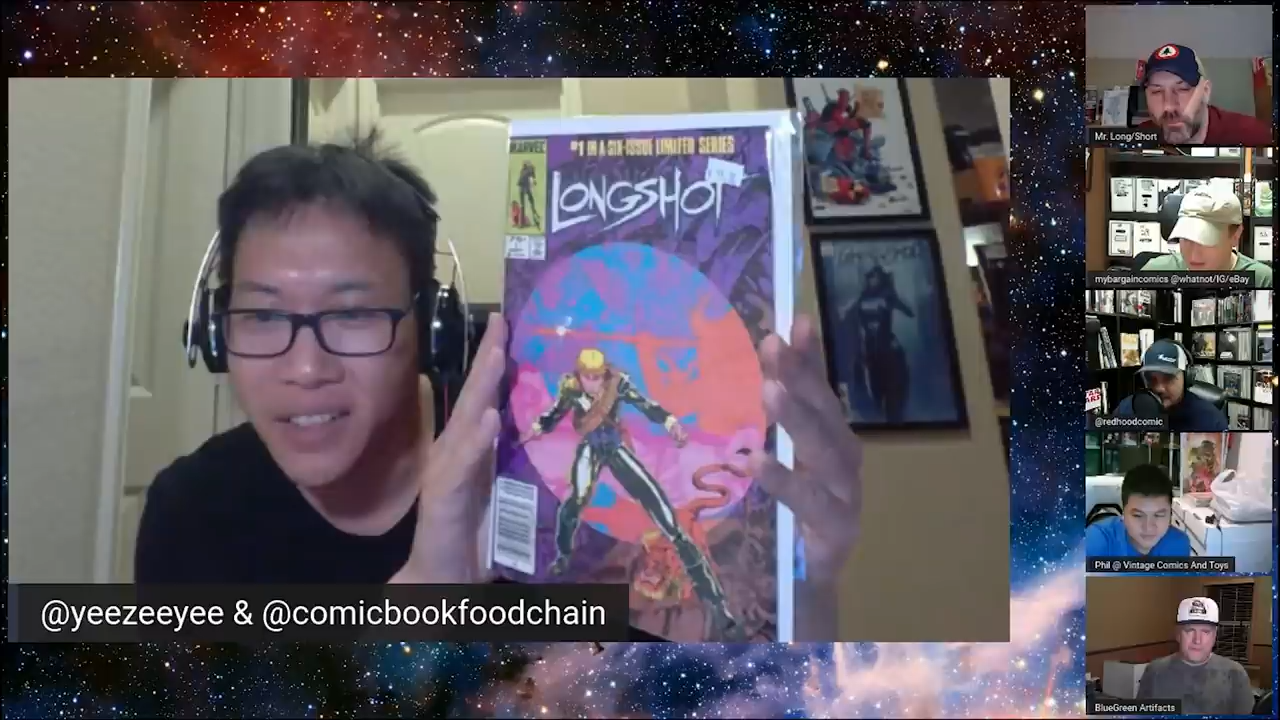 MARVEL
#1 IN A SIX-ISSUE LIMITED SERIES
LONGSHOT
@yeezeeyee & @comicbookfoodchain
Mr. Long/Short
mybargaincomics @whatnot/IG/eBay
@redhoodcomic
Phil @ Vintage Comics And Toys
BlueGreen Artifacts